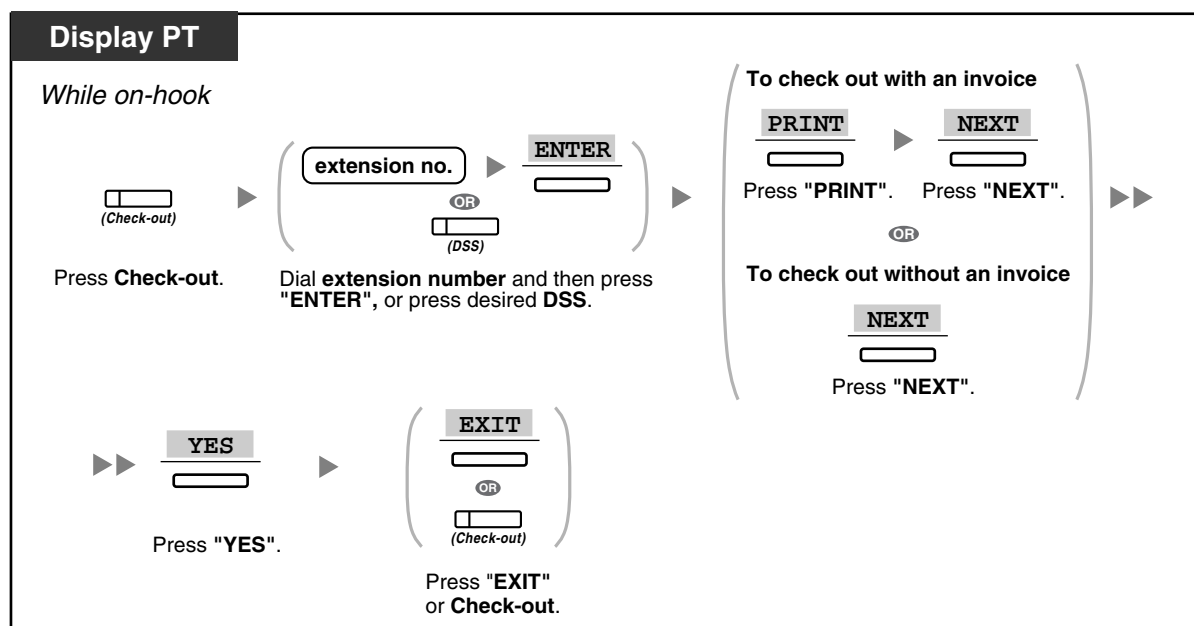 Display PT
While on-hook
(Check-out)
Press Check-out.
extension no.
ENTER
OR
(DSS)
Dial extension number and then press
"ENTER", or press desired DSS.
To check out with an invoice
PRINT
NEXT
Press "PRINT".
Press "NEXT".
OR
To check out without an invoice
NEXT
Press "NEXT".
YES
Press "YES".
EXIT
OR
(Check-out)
Press "EXIT"
or Check-out.